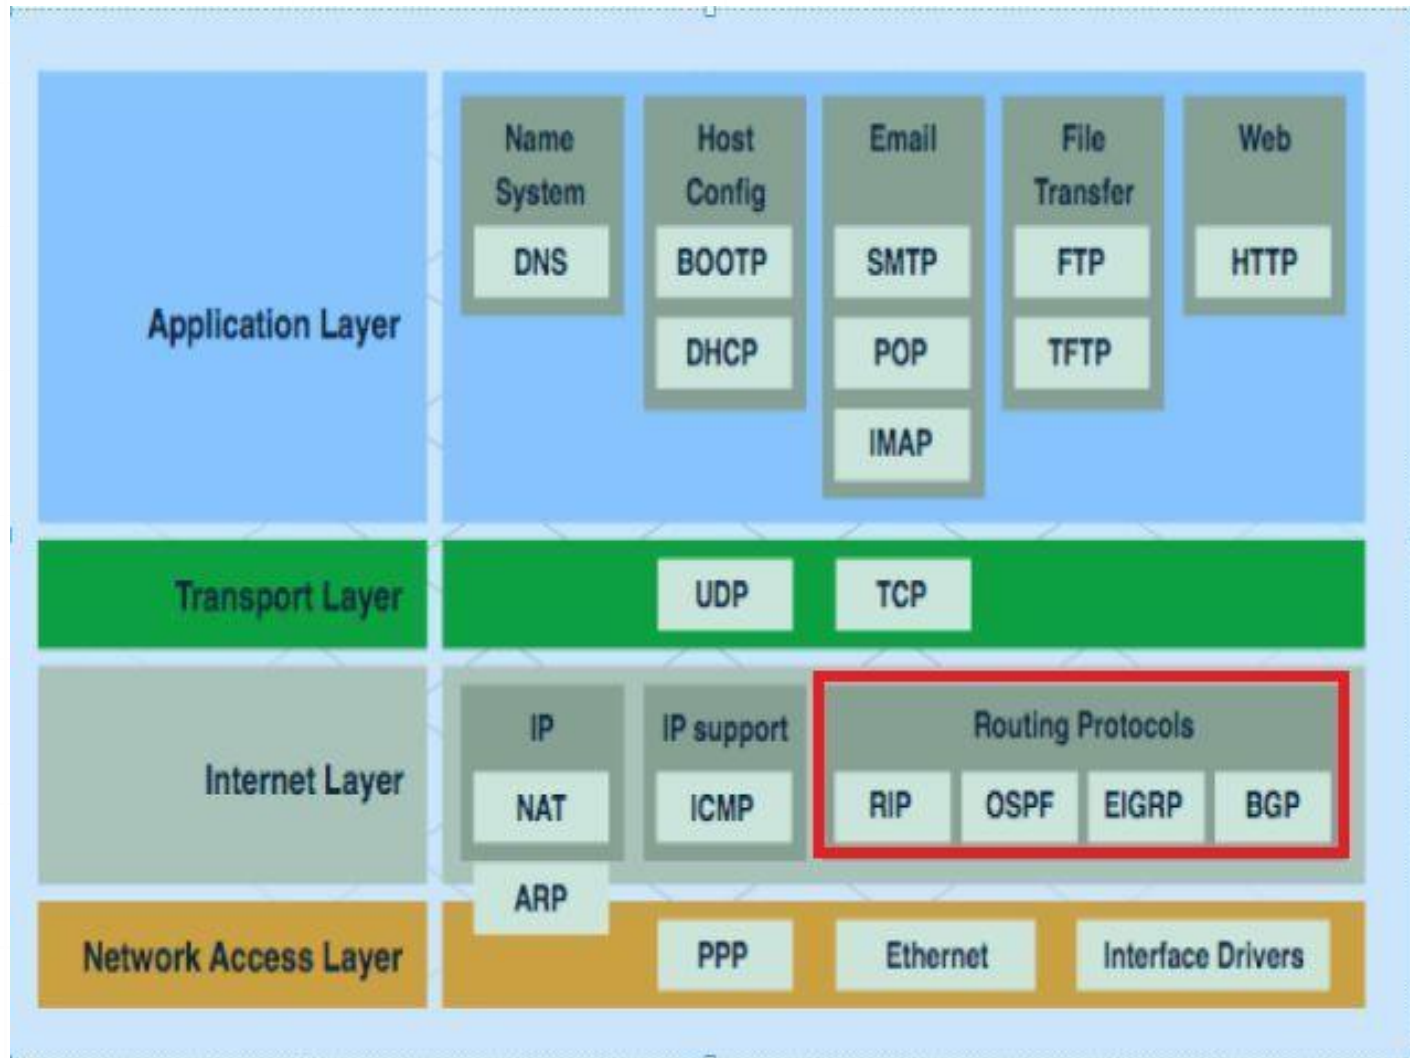 Application Layer
Name
System
DNS
Host
Config
BOOTP
DHCP
Email
SMTP
POP
IMAP
File
Transfer
FTP
TFTP
Web
HTTP
Transport Layer
UDP
TCP
Internet Layer
IP
NAT
ARP
IP support
ICMP
Routing Protocols
RIP
OSPF
EIGRP
BGP
Network Access Layer
PPP
Ethernet
Interface Drivers